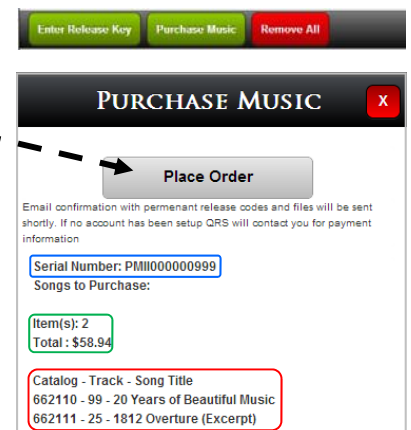 Enter Release Key Purchase Music Remove All
PURCHASE MUSIC X
Place Order
Email confirmation with permenant release codes and files will be sent
shortly. If no account has been setup QRS will contact you for payment
information
Serial Number: PMII000000999
Songs to Purchase:
Item(s): 2
Total : $58.94
Catalog - Track - Song Title
662110 - 99 - 20 Years of Beautiful Music
662111 - 25 - 1812 Overture (Excerpt)